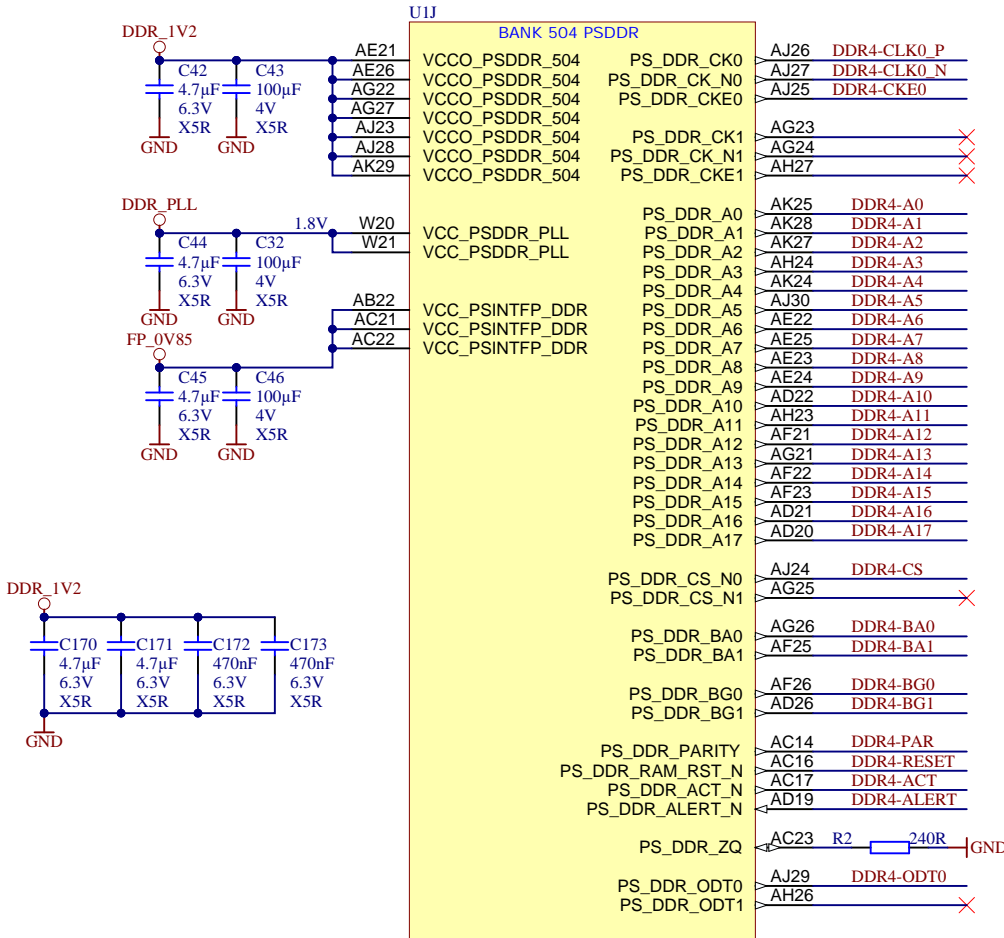 U1J
BANK 504 PSDDR
DDR_1V2
C42
4.7µF
6.3V
X5R
GND
C43
100µF
4V
X5R
GND
AE21 VCCO_PSDDR_504
AE26 VCCO_PSDDR_504
AG22 VCCO_PSDDR_504
AG27 VCCO_PSDDR_504
AJ23 VCCO_PSDDR_504
AJ28 VCCO_PSDDR_504
AK29 VCCO_PSDDR_504
DDR_PLL
1.8V
C44
4.7µF
6.3V
X5R
GND
C32
100µF
4V
X5R
GND
W20 VCC_PSDDR_PLL
W21 VCC_PSDDR_PLL
AB22 VCC_PSINTFP_DDR
AC21 VCC_PSINTFP_DDR
AC22 VCC_PSINTFP_DDR
FP_0V85
C45
4.7µF
6.3V
X5R
GND
C46
100µF
4V
X5R
GND
DDR_1V2
C170
4.7µF
6.3V
X5R
C171
4.7µF
6.3V
X5R
C172
470nF
6.3V
X5R
C173
470nF
6.3V
X5R
GND
PS_DDR_CK0 AJ26 DDR4-CLK0_P
PS_DDR_CK_N0 AJ27 DDR4-CLK0_N
PS_DDR_CKE0 AJ25 DDR4-CKE0
PS_DDR_CK1 AG23
PS_DDR_CK_N1 AG24
PS_DDR_CKE1 AH27
PS_DDR_A0 AK25 DDR4-A0
PS_DDR_A1 AK28 DDR4-A1
PS_DDR_A2 AK27 DDR4-A2
PS_DDR_A3 AH24 DDR4-A3
PS_DDR_A4 AK24 DDR4-A4
PS_DDR_A5 AJ30 DDR4-A5
PS_DDR_A6 AE22 DDR4-A6
PS_DDR_A7 AE25 DDR4-A7
PS_DDR_A8 AE23 DDR4-A8
PS_DDR_A9 AE24 DDR4-A9
PS_DDR_A10 AD22 DDR4-A10
PS_DDR_A11 AH23 DDR4-A11
PS_DDR_A12 AF21 DDR4-A12
PS_DDR_A13 AG21 DDR4-A13
PS_DDR_A14 AF22 DDR4-A14
PS_DDR_A15 AF23 DDR4-A15
PS_DDR_A16 AD21 DDR4-A16
PS_DDR_A17 AD20 DDR4-A17
PS_DDR_CS_N0 AJ24 DDR4-CS
PS_DDR_CS_N1 AG25
PS_DDR_BA0 AG26 DDR4-BA0
PS_DDR_BA1 AF25 DDR4-BA1
PS_DDR_BG0 AF26 DDR4-BG0
PS_DDR_BG1 AD26 DDR4-BG1
PS_DDR_PARITY AC14 DDR4-PAR
PS_DDR_RAM_RST_N AC16 DDR4-RESET
PS_DDR_ACT_N AC17 DDR4-ACT
PS_DDR_ALERT_N AD19 DDR4-ALERT
PS_DDR_ZQ AC23 R2 240R GND
PS_DDR_ODT0 AJ29 DDR4-ODT0
PS_DDR_ODT1 AH26